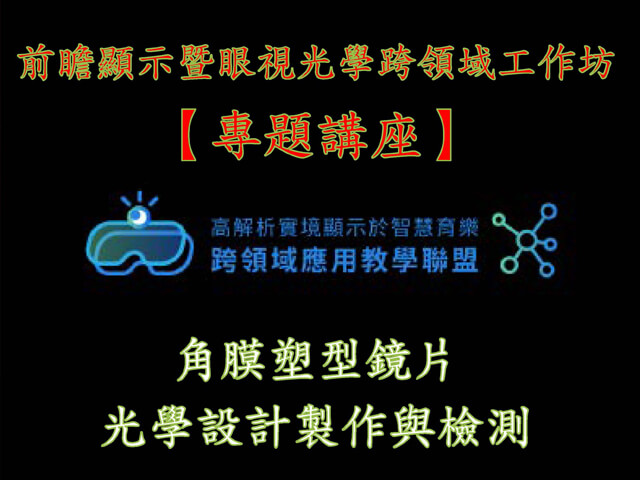 前瞻顯示暨眼視光學跨領域工作坊
【專題講座】
高解析實境顯示於智慧育樂
跨領域應用教學聯盟
角膜塑型鏡片
光學設計製作與檢測